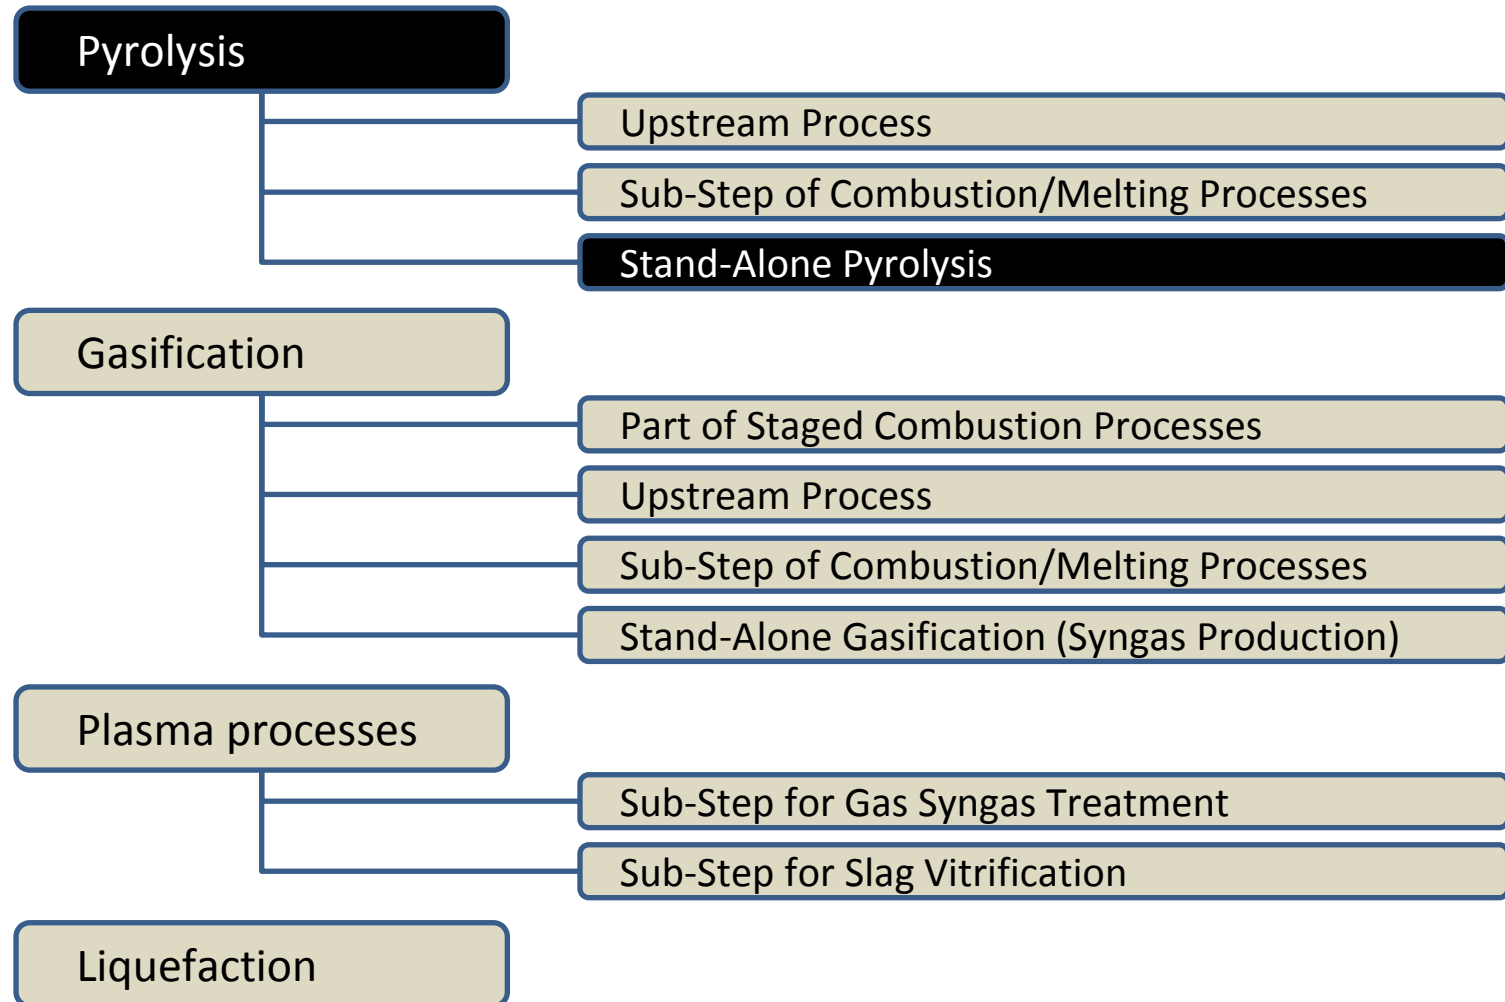 Pyrolysis
Upstream Process
Sub-Step of Combustion/Melting Processes
Stand-Alone Pyrolysis
Gasification
Part of Staged Combustion Processes
Upstream Process
Sub-Step of Combustion/Melting Processes
Stand-Alone Gasification (Syngas Production)
Plasma processes
Sub-Step for Gas Syngas Treatment
Sub-Step for Slag Vitrification
Liquefaction